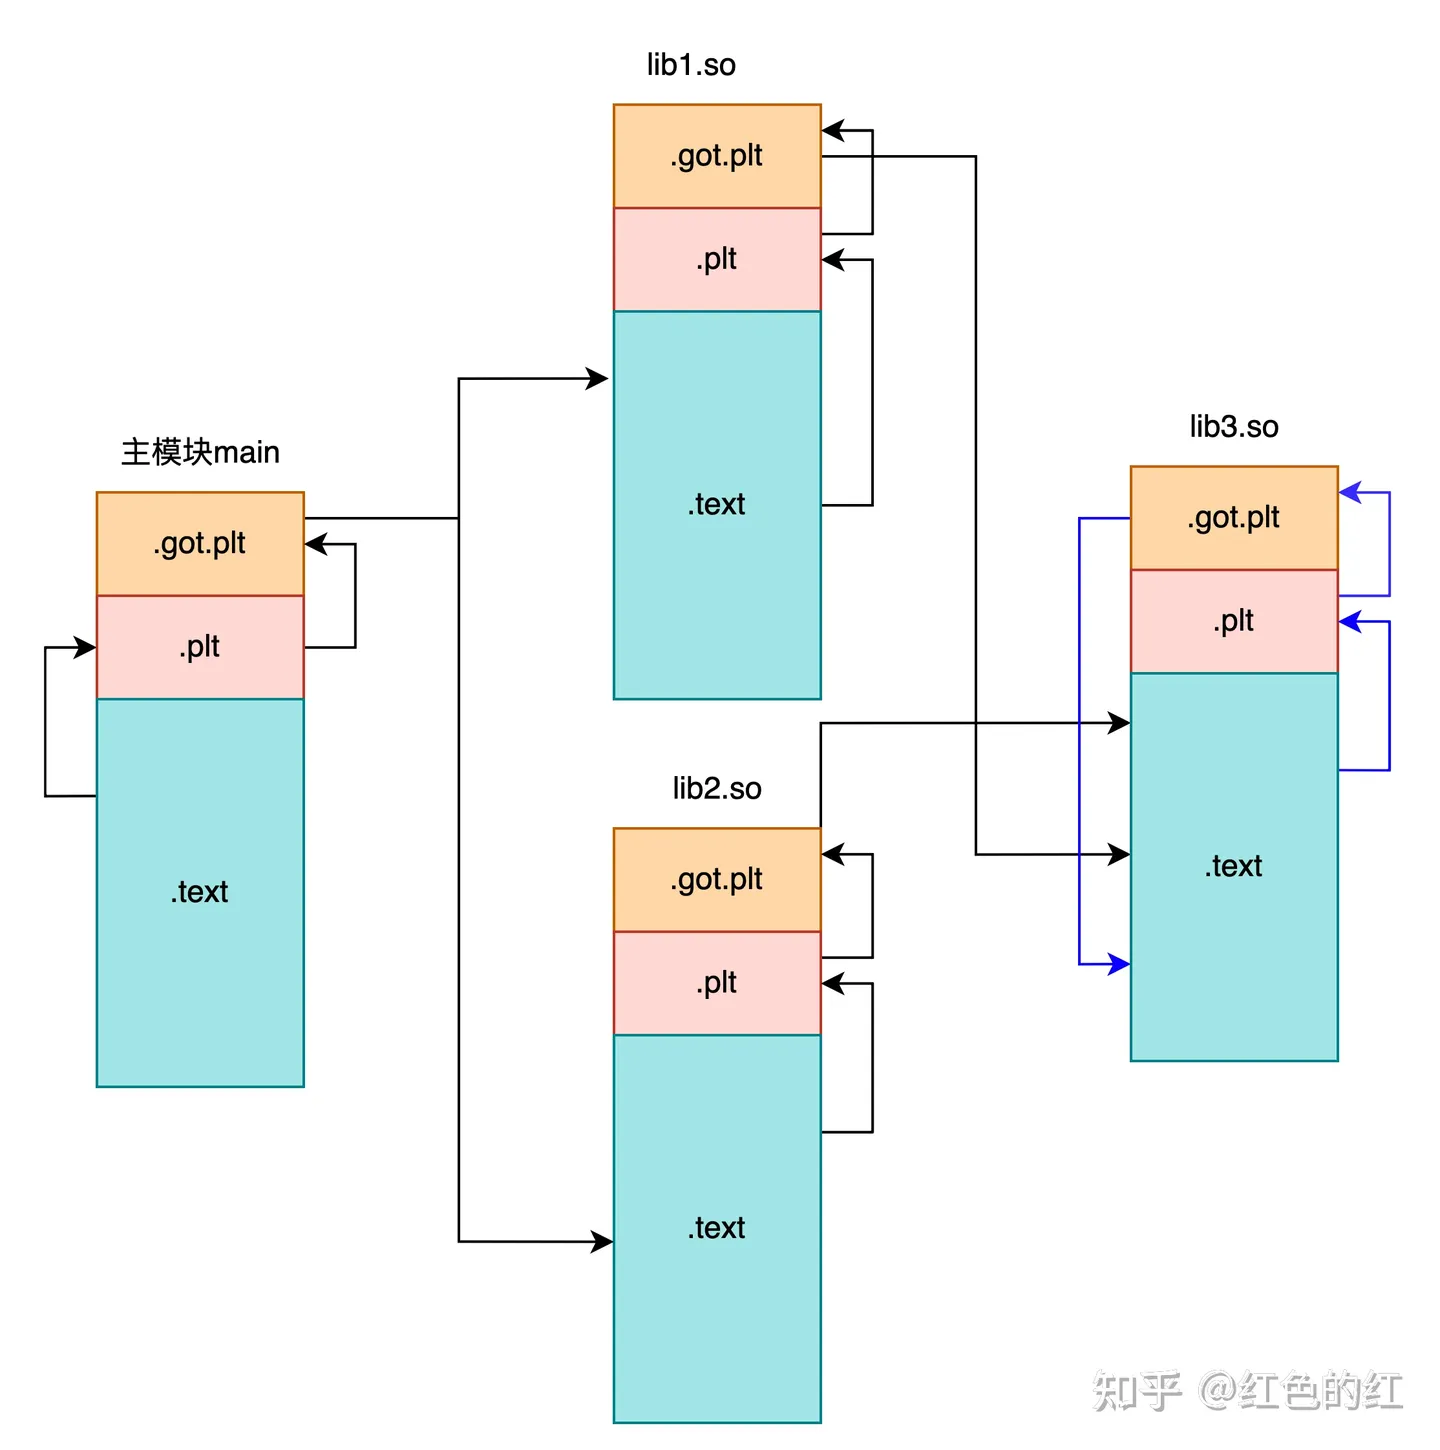 lib1.so
.got.plt
.plt
.text
主模块main
.got.plt
.plt
.text
lib2.so
.got.plt
.plt
.text
lib3.so
.got.plt
.plt
.text
知乎 @红色的红